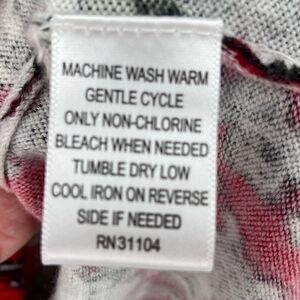 MACHINE WASH WARM
GENTLE CYCLE
ONLY NON-CHLORINE
BLEACH WHEN NEEDED
TUMBLE DRY LOW
COOL IRON ON REVERSE
SIDE IF NEEDED
RN31104